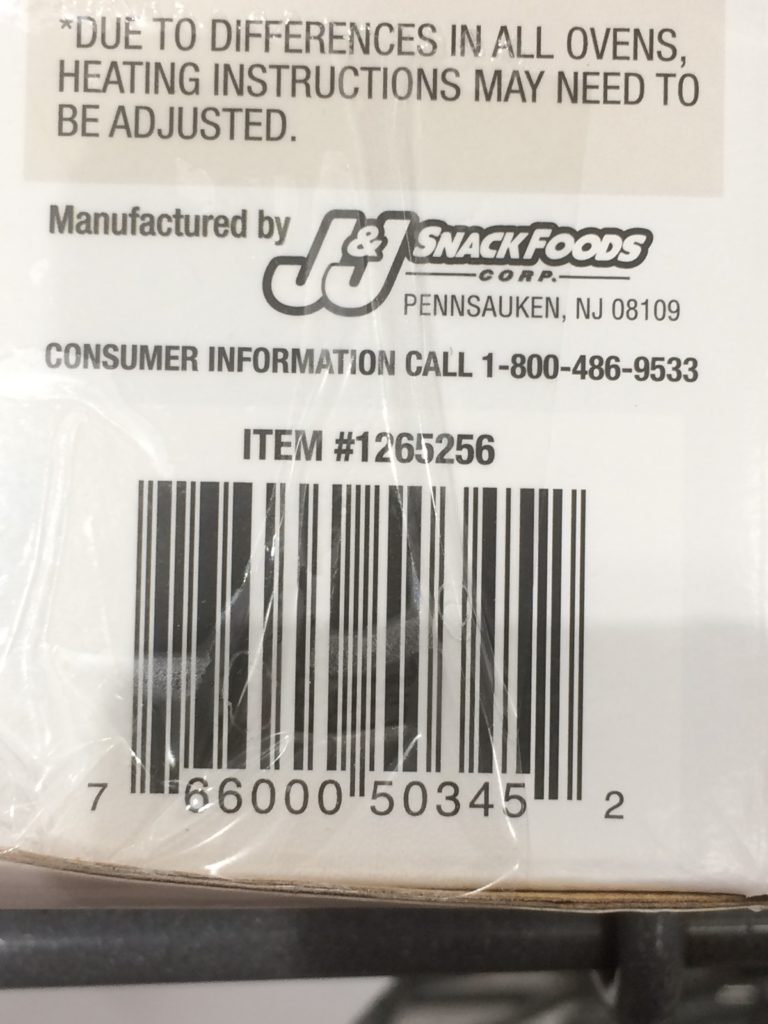 *DUE TO DIFFERENCES IN ALL OVENS,
HEATING INSTRUCTIONS MAY NEED TO
BE ADJUSTED.
Manufactured by J&J SNACK FOODS
CORP.
PENNSAUKEN, NJ 08109
CONSUMER INFORMATION CALL 1-800-486-9533
ITEM #1265256
7 66000 50345 2